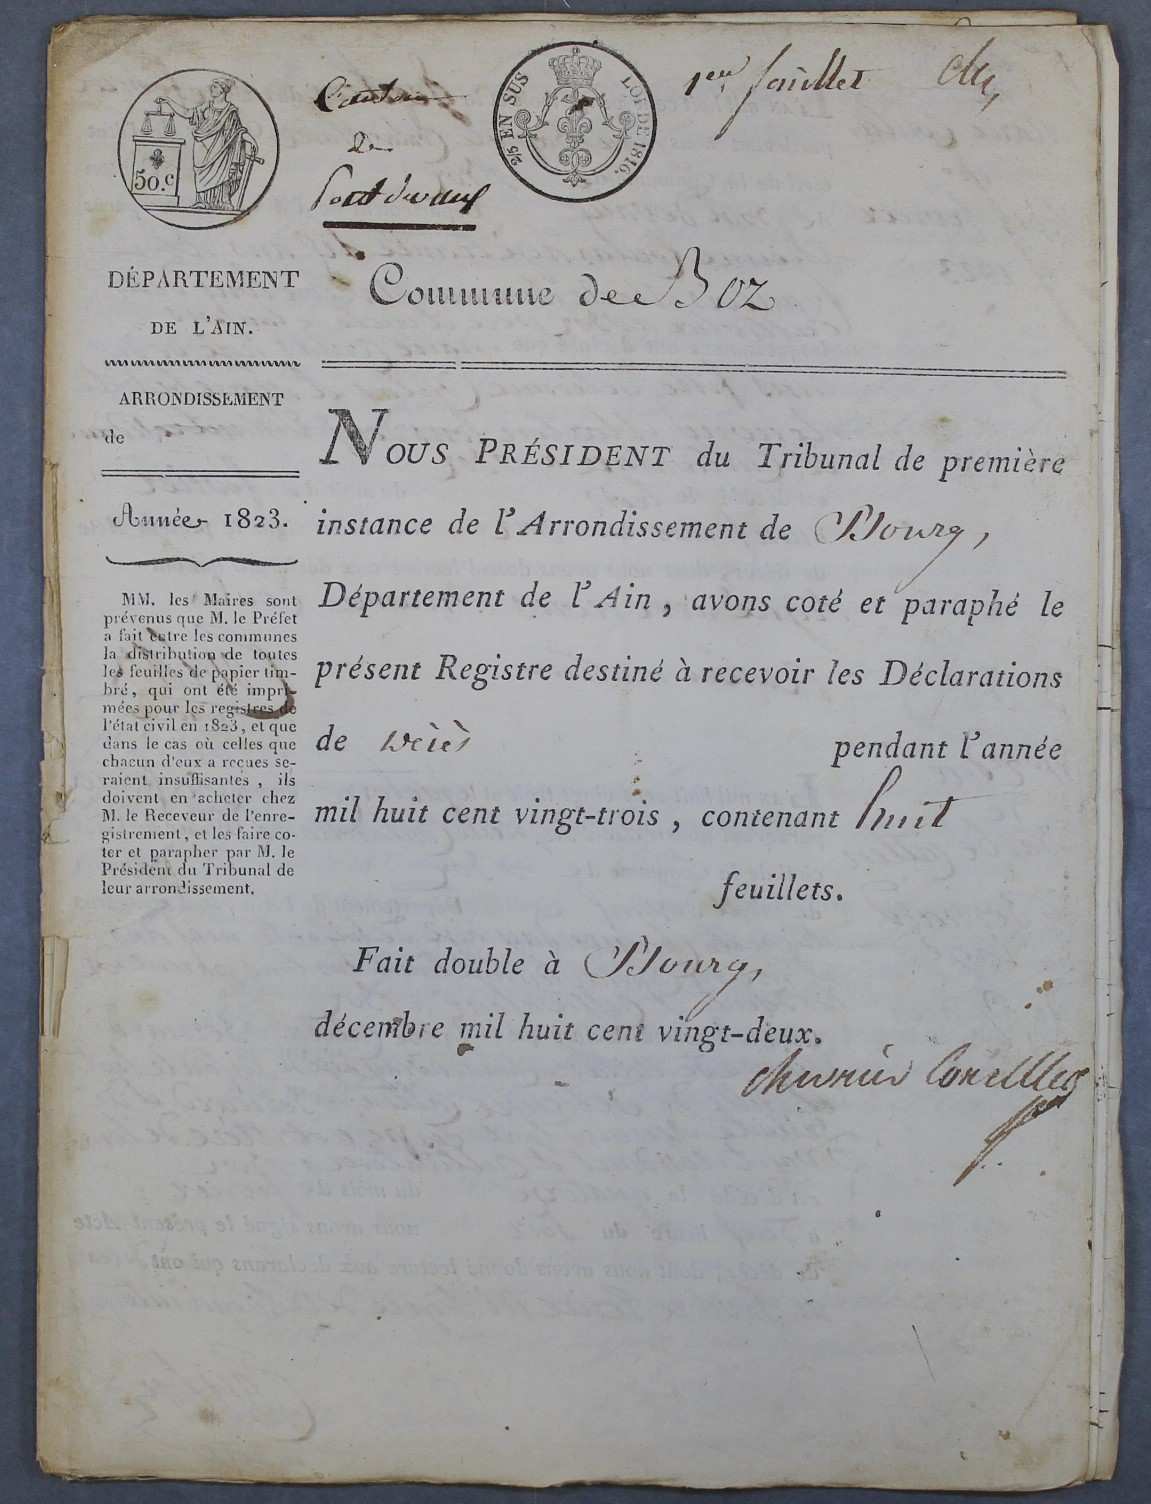 50.c
Canton
de
Pont de vaux
2/5 EN SUS
LOI DE 1816.
1er feuillet
DÉPARTEMENT
DE L'AIN.
ARRONDISSEMENT
de
Année 1823.
MM. les Maires sont
prévenus que M. le Préfet
a fait entre les communes
la distribution de toutes
les feuilles de papier tim-
bré, qui ont été impri-
mées pour les registres de
l'état civil en 1823, et que
dans le cas où celles que
chacun d'eux a reçues se-
raient insuffisantes, ils
doivent en acheter chez
M. le Receveur de l'enre-
gistrement, et les faire co-
ter et parapher par M. le
Président du Tribunal de
leur arrondissement.
Commune de Boz
NOUS PRÉSIDENT du Tribunal de première
instance de l'Arrondissement de Bourg,
Département de l'Ain, avons coté et paraphé le
présent Registre destiné à recevoir les Déclarations
de décès pendant l'année
mil huit cent vingt-trois, contenant huit
feuillets.
Fait double à Bourg,
décembre mil huit cent vingt-deux.